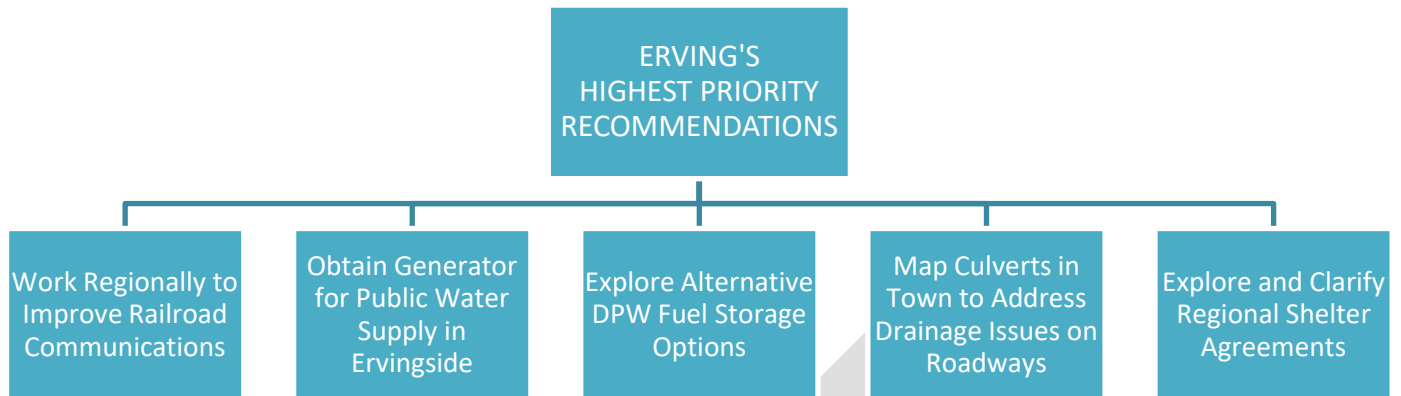 ERVING'S
HIGHEST PRIORITY
RECOMMENDATIONS
Work Regionally to
Improve Railroad
Communications
Obtain Generator
for Public Water
Supply in
Ervingside
Explore Alternative
DPW Fuel Storage
Options
Map Culverts in
Town to Address
Drainage Issues on
Roadways
Explore and Clarify
Regional Shelter
Agreements